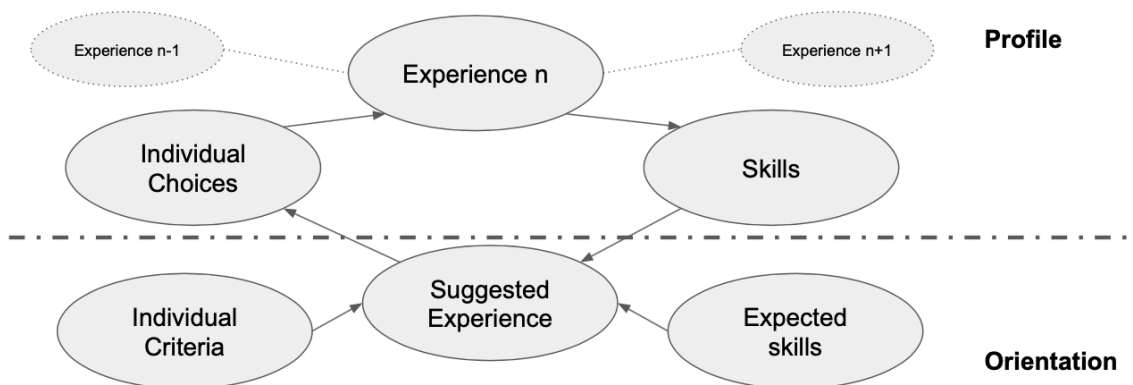 Experience n-1
Experience n
Experience n+1
Profile
Individual
Choices
Skills
Suggested
Experience
Individual
Criteria
Expected
skills
Orientation